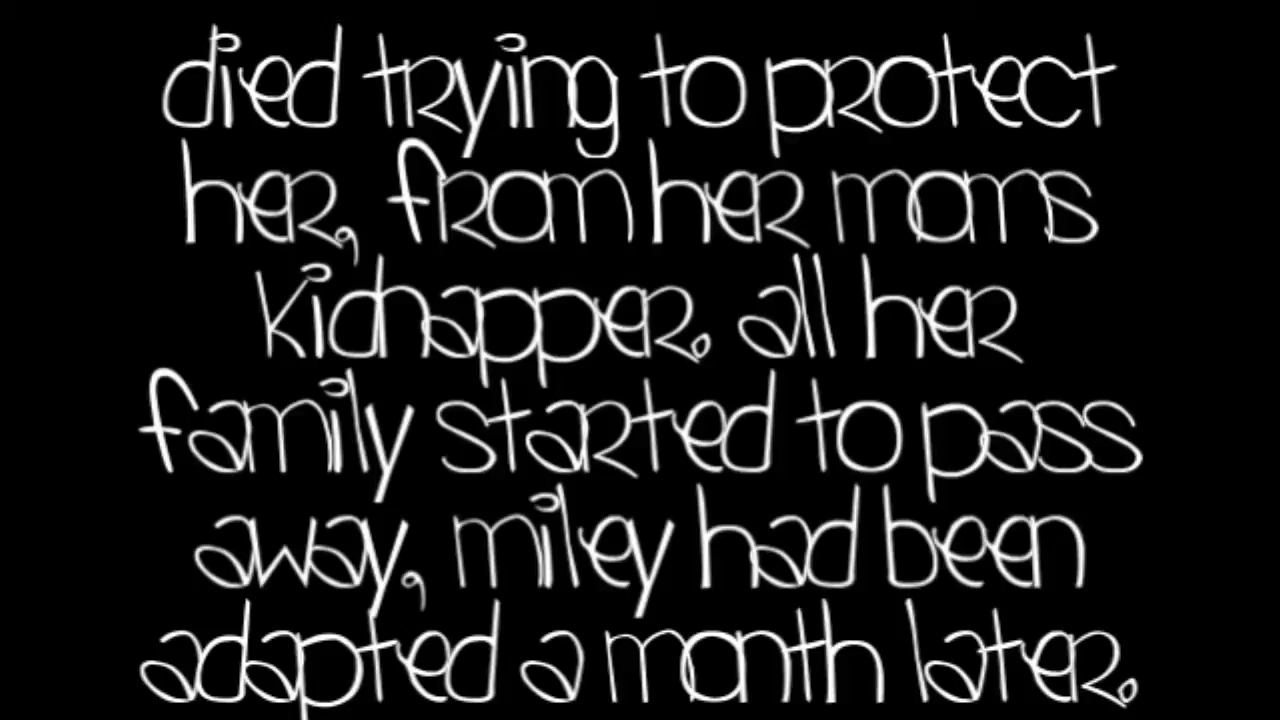 died trying to protect
her, from her moms
kidnapper. all her
family started to pass
away, miley had been
adapted a month later.